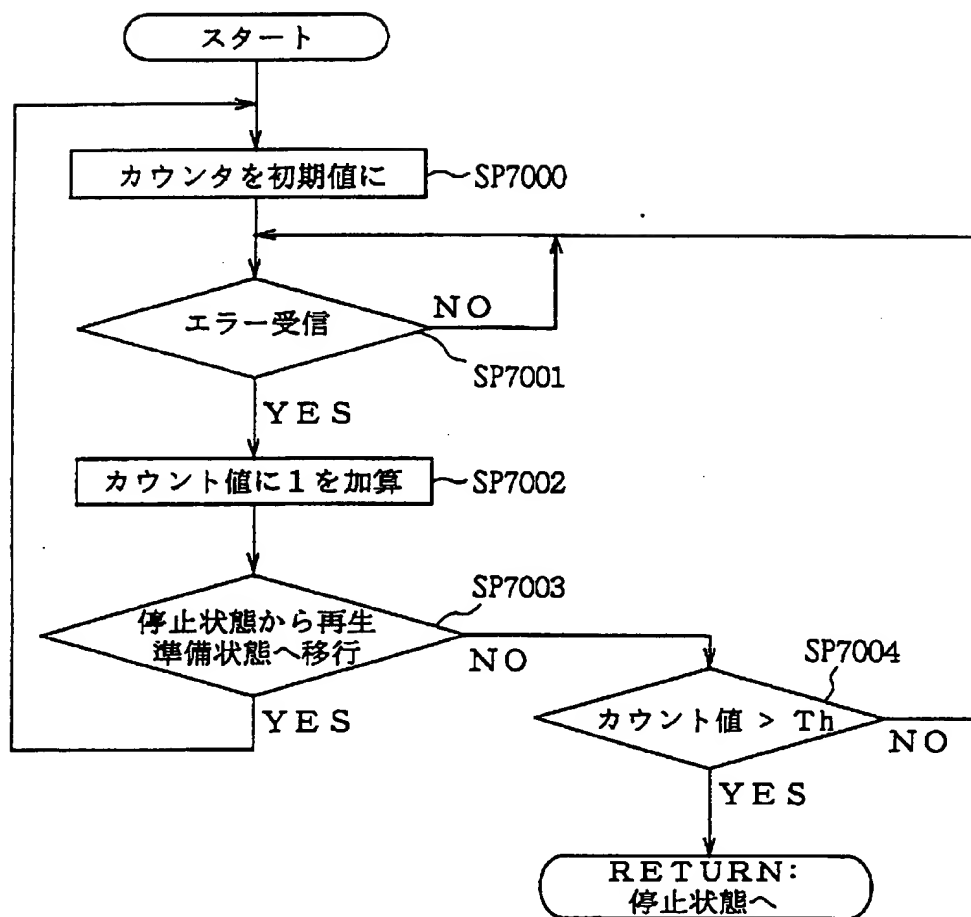 スタート
カウンタを初期値に
SP7000
エラー受信
NO
SP7001
YES
カウント値に1を加算
SP7002
停止状態から再生
準備状態へ移行
SP7003
NO
YES
SP7004
カウント値 > Th
NO
YES
RETURN:
停止状態へ